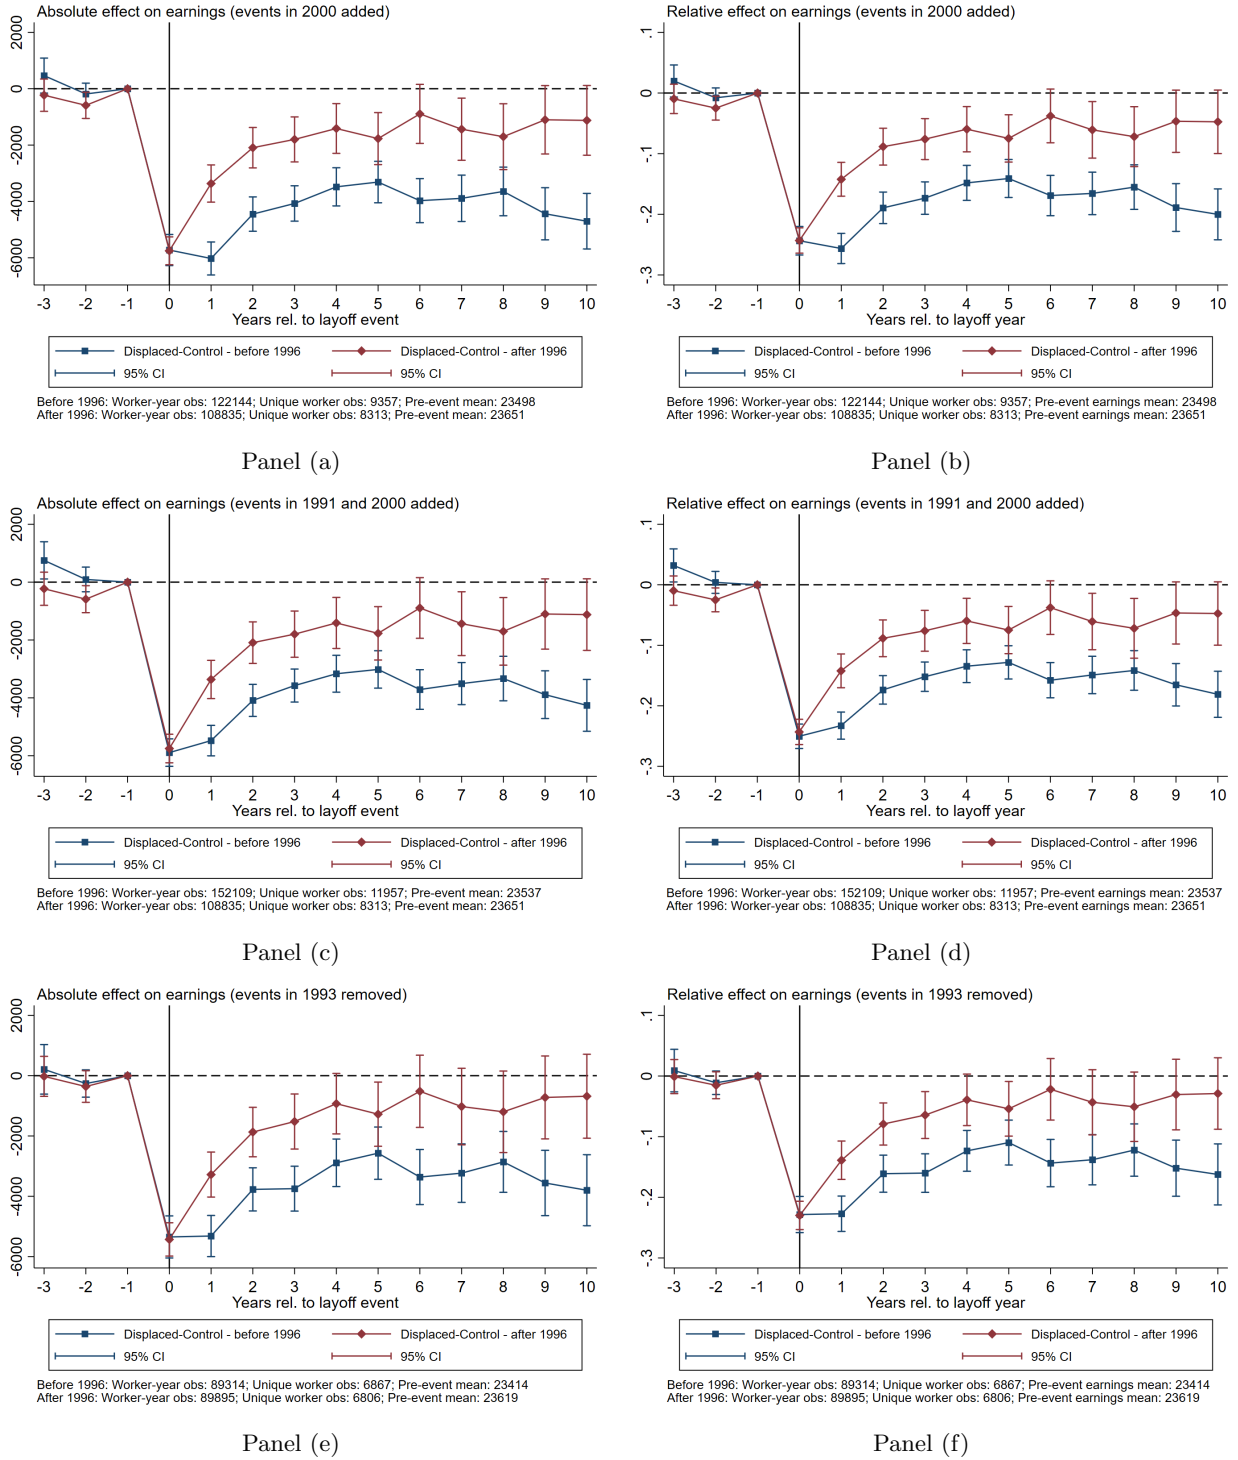 Absolute effect on earnings (events in 2000 added)
2000
0
-2000
-4000
-6000
-3 -2 -1 0 1 2 3 4 5 6 7 8 9 10
Years rel. to layoff event
Displaced-Control - before 1996
Displaced-Control - after 1996
95% CI
95% CI
Before 1996: Worker-year obs: 122144; Unique worker obs: 9357; Pre-event mean: 23498
After 1996: Worker-year obs: 108835; Unique worker obs: 8313; Pre-event mean: 23651
Panel (a)
Relative effect on earnings (events in 2000 added)
.1
0
-.1
-.2
-.3
-3 -2 -1 0 1 2 3 4 5 6 7 8 9 10
Years rel. to layoff year
Displaced-Control - before 1996
Displaced-Control - after 1996
95% CI
95% CI
Before 1996: Worker-year obs: 122144; Unique worker obs: 9357; Pre-event earnings mean: 23498
After 1996: Worker-year obs: 108835; Unique worker obs: 8313; Pre-event earnings mean: 23651
Panel (b)
Absolute effect on earnings (events in 1991 and 2000 added)
2000
0
-2000
-4000
-6000
-3 -2 -1 0 1 2 3 4 5 6 7 8 9 10
Years rel. to layoff event
Displaced-Control - before 1996
Displaced-Control - after 1996
95% CI
95% CI
Before 1996: Worker-year obs: 152109; Unique worker obs: 11957; Pre-event mean: 23537
After 1996: Worker-year obs: 108835; Unique worker obs: 8313; Pre-event mean: 23651
Panel (c)
Relative effect on earnings (events in 1991 and 2000 added)
.1
0
-.1
-.2
-.3
-3 -2 -1 0 1 2 3 4 5 6 7 8 9 10
Years rel. to layoff year
Displaced-Control - before 1996
Displaced-Control - after 1996
95% CI
95% CI
Before 1996: Worker-year obs: 152109; Unique worker obs: 11957; Pre-event earnings mean: 23537
After 1996: Worker-year obs: 108835; Unique worker obs: 8313; Pre-event earnings mean: 23651
Panel (d)
Absolute effect on earnings (events in 1993 removed)
2000
0
-2000
-4000
-6000
-3 -2 -1 0 1 2 3 4 5 6 7 8 9 10
Years rel. to layoff event
Displaced-Control - before 1996
Displaced-Control - after 1996
95% CI
95% CI
Before 1996: Worker-year obs: 89314; Unique worker obs: 6867; Pre-event mean: 23414
After 1996: Worker-year obs: 89895; Unique worker obs: 6806; Pre-event mean: 23619
Panel (e)
Relative effect on earnings (events in 1993 removed)
.1
0
-.1
-.2
-.3
-3 -2 -1 0 1 2 3 4 5 6 7 8 9 10
Years rel. to layoff year
Displaced-Control - before 1996
Displaced-Control - after 1996
95% CI
95% CI
Before 1996: Worker-year obs: 89314; Unique worker obs: 6867; Pre-event earnings mean: 23414
After 1996: Worker-year obs: 89895; Unique worker obs: 6806; Pre-event earnings mean: 23619
Panel (f)